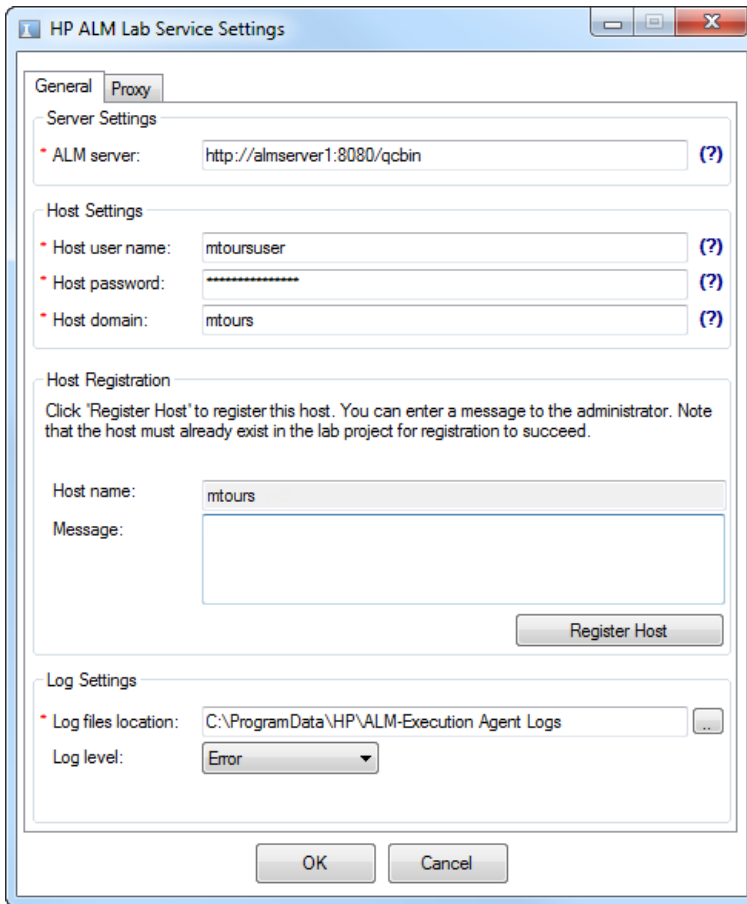 HP ALM Lab Service Settings
General Proxy
Server Settings
* ALM server: http://almserver1:8080/qcbin (?)
Host Settings
* Host user name: mtoursuser (?)
* Host password: *************** (?)
* Host domain: mtours (?)
Host Registration
Click 'Register Host' to register this host. You can enter a message to the administrator. Note
that the host must already exist in the lab project for registration to succeed.
Host name: mtours
Message:
Register Host
Log Settings
* Log files location: C:\ProgramData\HP\ALM-Execution Agent Logs ..
Log level: Error
OK Cancel